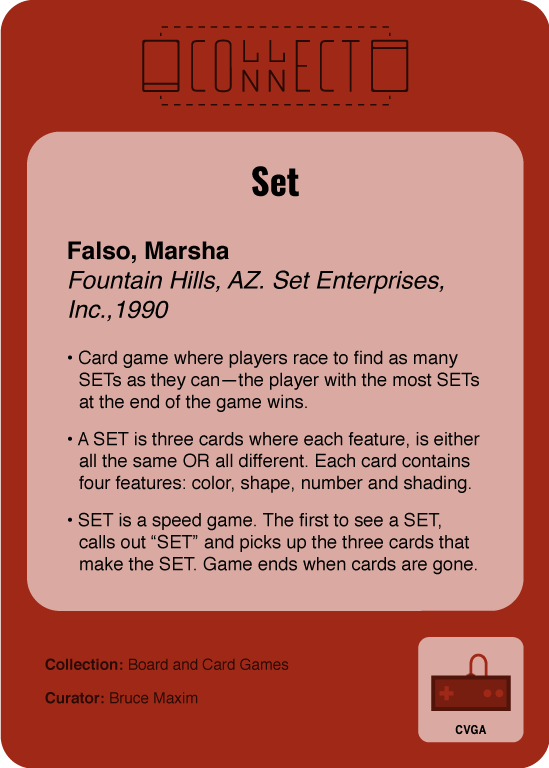 COLLECT
CONNECT
Set
Falso, Marsha
Fountain Hills, AZ. Set Enterprises,
Inc.,1990
• Card game where players race to find as many
SETs as they can—the player with the most SETs
at the end of the game wins.
• A SET is three cards where each feature, is either
all the same OR all different. Each card contains
four features: color, shape, number and shading.
• SET is a speed game. The first to see a SET,
calls out “SET” and picks up the three cards that
make the SET. Game ends when cards are gone.
Collection: Board and Card Games
Curator: Bruce Maxim
CVGA